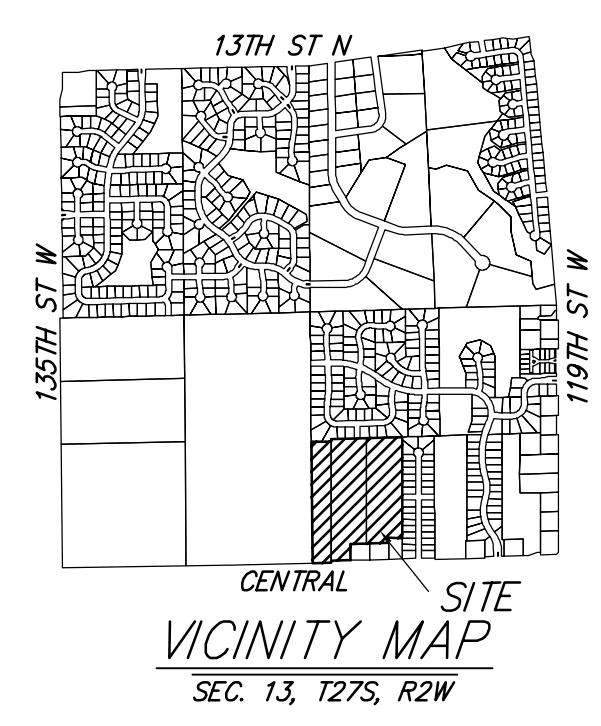 13TH ST N
135TH ST W
119TH ST W
CENTRAL
SITE
VICINITY MAP
SEC. 13, T27S, R2W